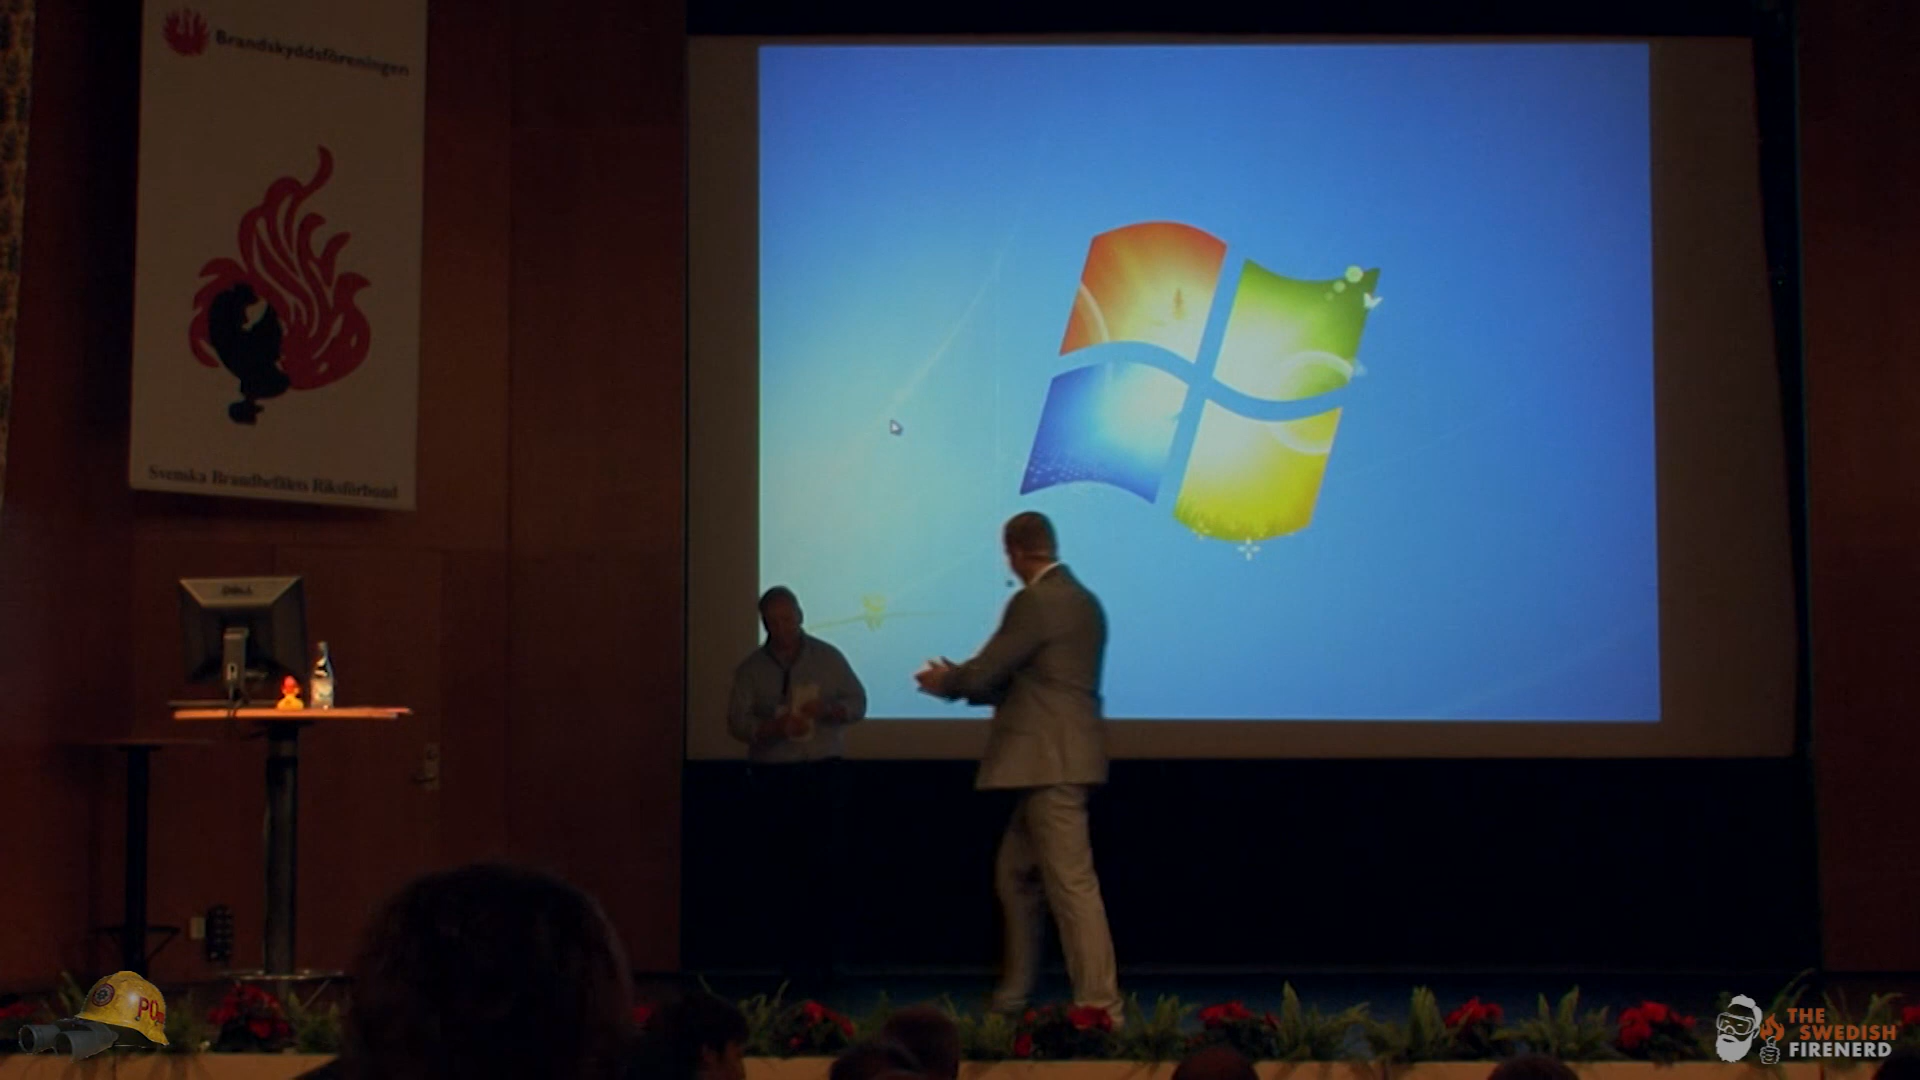 Brandskyddsföreningen
Svenska Brandbefälets Riksförbund
DELL
THE
SWEDISH
FIRENERD